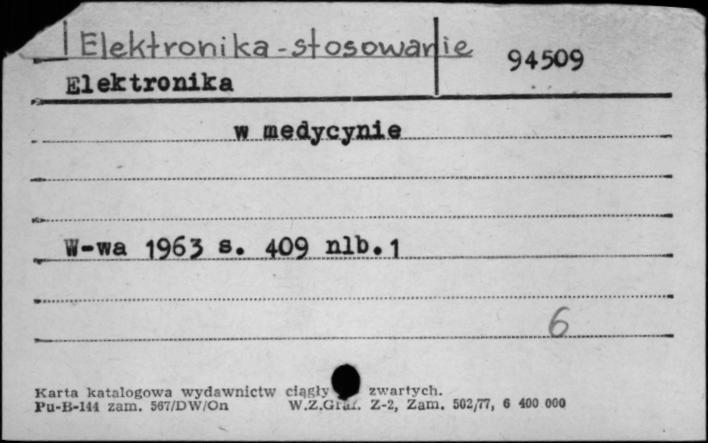 Elektronika - stosowanie
94509
Elektronika
w medycynie
W-wa 1963 s. 409 nlb.1
6
Karta katalogowa wydawnictw ciągły zwartych.
Pu-B-144 zam. 567/DW/On W.Z.Graf. Z-2, Zam. 502/77, 6 400 000